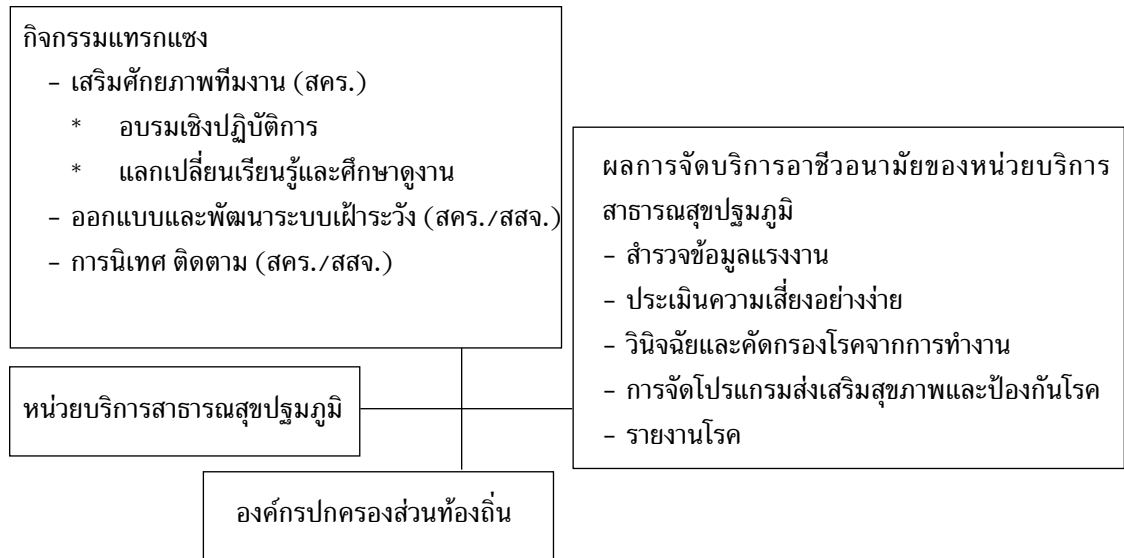 กิจกรรมแทรกแซง
- เสริมศักยภาพทีมงาน (สคร.)
* อบรมเชิงปฏิบัติการ
* แลกเปลี่ยนเรียนรู้และศึกษาดูงาน
- ออกแบบและพัฒนาระบบเฝ้าระวัง (สคร./สสจ.)
- การนิเทศ ติดตาม (สคร./สสจ.)
หน่วยบริการสาธารณสุขปฐมภูมิ
องค์กรปกครองส่วนท้องถิ่น
ผลการจัดบริการอาชีวอนามัยของหน่วยบริการ
สาธารณสุขปฐมภูมิ
- สำรวจข้อมูลแรงงาน
- ประเมินความเสี่ยงอย่างง่าย
- วินิจฉัยและคัดกรองโรคจากการทำงาน
- การจัดโปรแกรมส่งเสริมสุขภาพและป้องกันโรค
- รายงานโรค